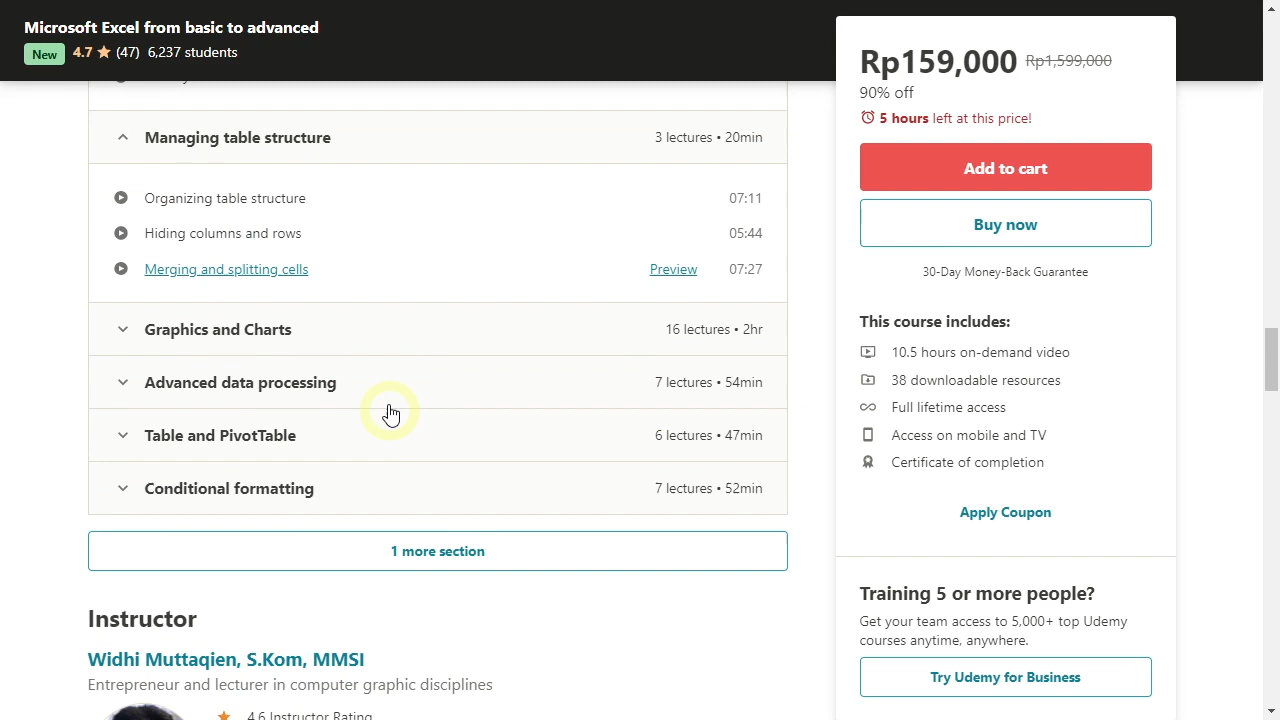 Microsoft Excel from basic to advanced
New 4.7 (47) 6,237 students
Managing table structure 3 lectures • 20min
Organizing table structure 07:11
Hiding columns and rows 05:44
Merging and splitting cells Preview 07:27
Graphics and Charts 16 lectures • 2hr
Advanced data processing 7 lectures • 54min
Table and PivotTable 6 lectures • 47min
Conditional formatting 7 lectures • 52min
1 more section
Instructor
Widhi Muttaqien, S.Kom, MMSI
Entrepreneur and lecturer in computer graphic disciplines
4.6 Instructor Rating
Rp159,000 Rp1,599,000
90% off
5 hours left at this price!
Add to cart
Buy now
30-Day Money-Back Guarantee
This course includes:
10.5 hours on-demand video
38 downloadable resources
Full lifetime access
Access on mobile and TV
Certificate of completion
Apply Coupon
Training 5 or more people?
Get your team access to 5,000+ top Udemy
courses anytime, anywhere.
Try Udemy for Business